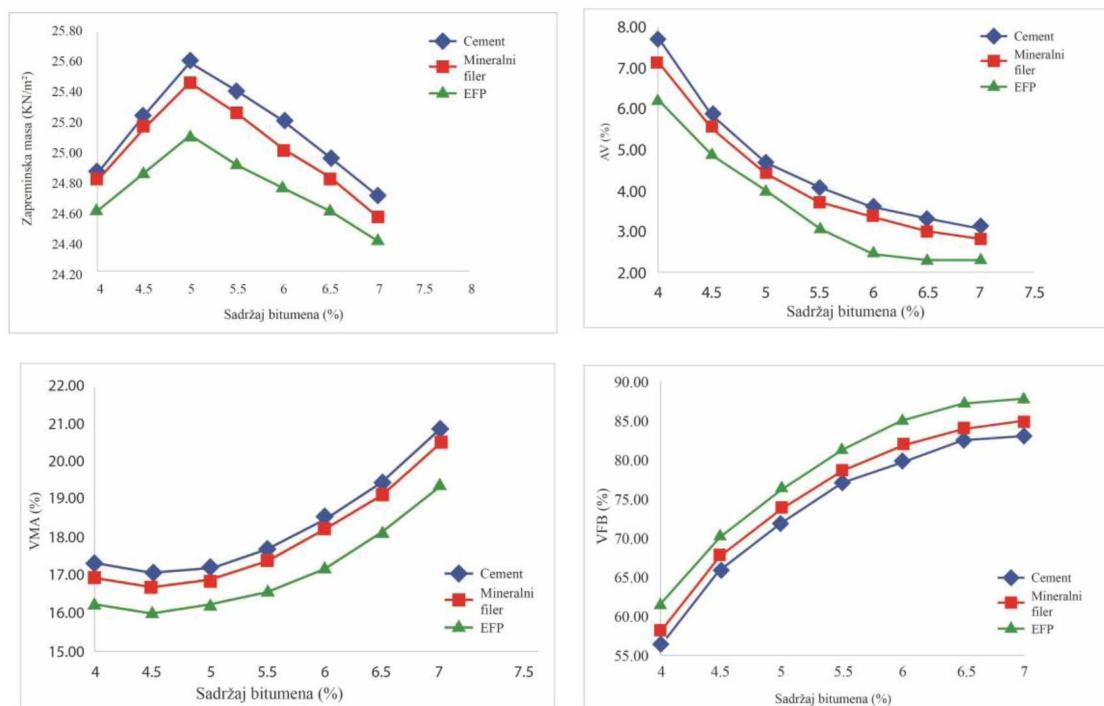 Zapreminska masa (KN/m²)
25.80
25.60
25.40
25.20
25.00
24.80
24.60
24.40
24.20
4 4.5 5 5.5 6 6.5 7 7.5 8
Sadržaj bitumena (%)
Cement
Mineralni
filer
EFP
AV (%)
8.00
7.00
6.00
5.00
4.00
3.00
2.00
4 4.5 5 5.5 6 6.5 7 7.5
Sadržaj bitumena (%)
Cement
Mineralni
filer
EFP
VMA (%)
22.00
21.00
20.00
19.00
18.00
17.00
16.00
15.00
4 4.5 5 5.5 6 6.5 7 7.5
Sadržaj bitumena (%)
Cement
Mineralni
filer
EFP
VFB (%)
90.00
85.00
80.00
75.00
70.00
65.00
60.00
55.00
4 4.5 5 5.5 6 6.5 7
Sadržaj bitumena (%)
Cement
Mineralni
filer
EFP